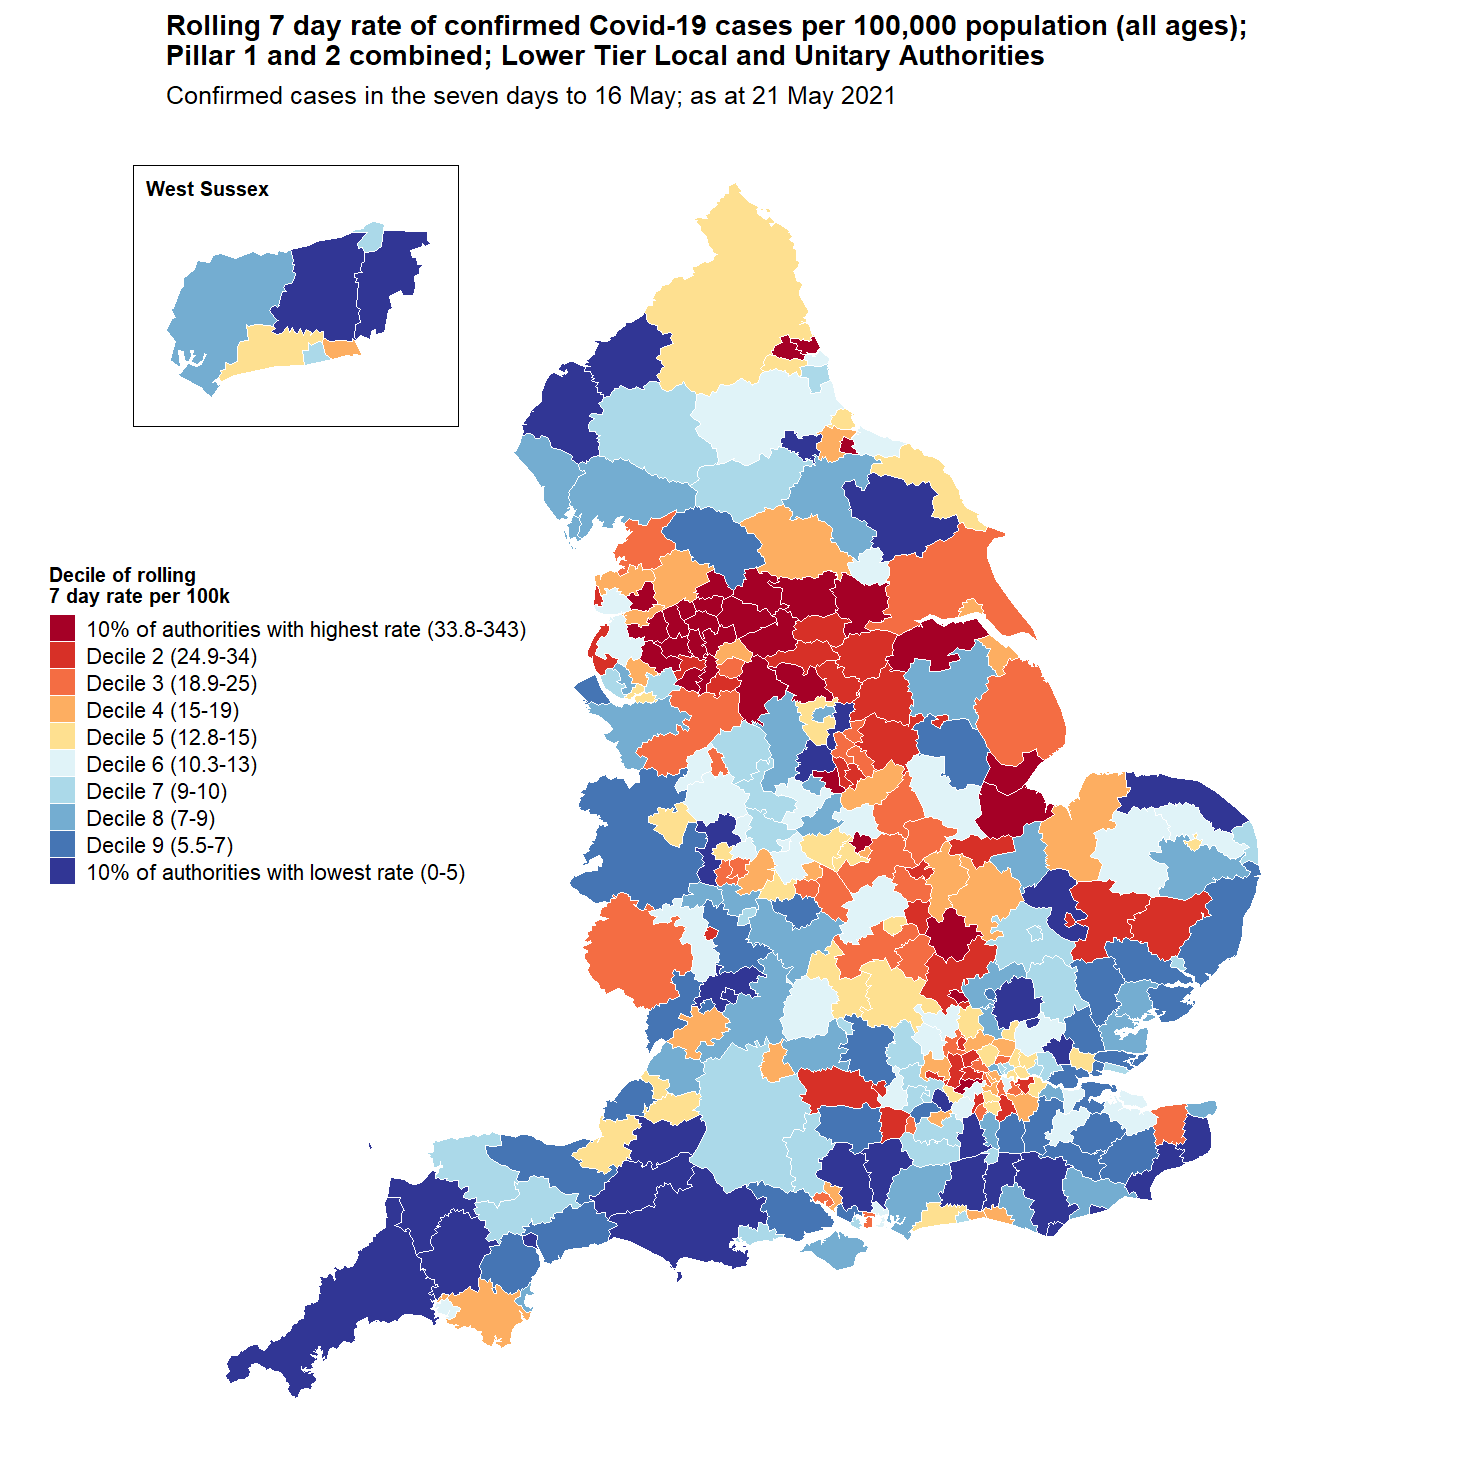 Rolling 7 day rate of confirmed Covid-19 cases per 100,000 population (all ages);
Pillar 1 and 2 combined; Lower Tier Local and Unitary Authorities
Confirmed cases in the seven days to 16 May; as at 21 May 2021
West Sussex
Decile of rolling
7 day rate per 100k
10% of authorities with highest rate (33.8-343)
Decile 2 (24.9-34)
Decile 3 (18.9-25)
Decile 4 (15-19)
Decile 5 (12.8-15)
Decile 6 (10.3-13)
Decile 7 (9-10)
Decile 8 (7-9)
Decile 9 (5.5-7)
10% of authorities with lowest rate (0-5)